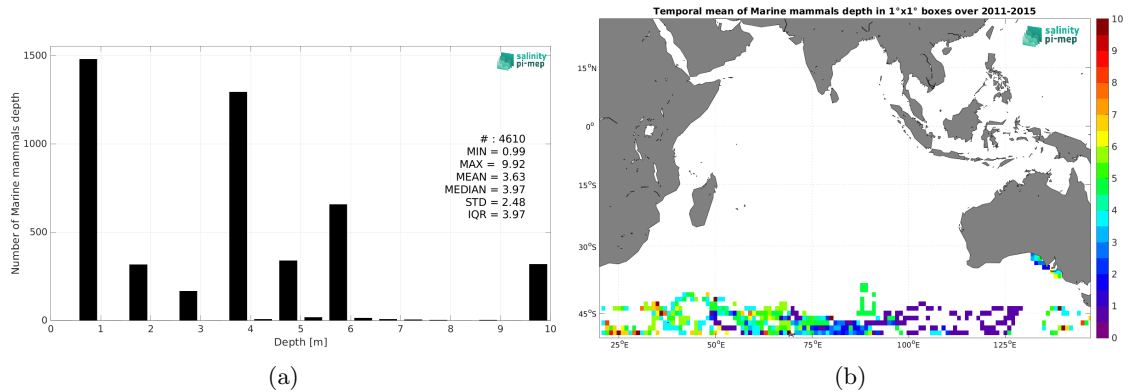 1500
1000
500
0
0
1
2
3
4
5
6
7
8
9
10
Number of Marine mammals depth
Depth [m]
salinity
pi-mep
# : 4610
MIN = 0.99
MAX = 9.92
MEAN = 3.63
MEDIAN = 3.97
STD = 2.48
IQR = 3.97
(a)
Temporal mean of Marine mammals depth in 1°x1° boxes over 2011-2015
salinity
pi-mep
15°N
0°
15°S
30°S
45°S
25°E
50°E
75°E
100°E
125°E
10
9
8
7
6
5
4
3
2
1
0
(b)